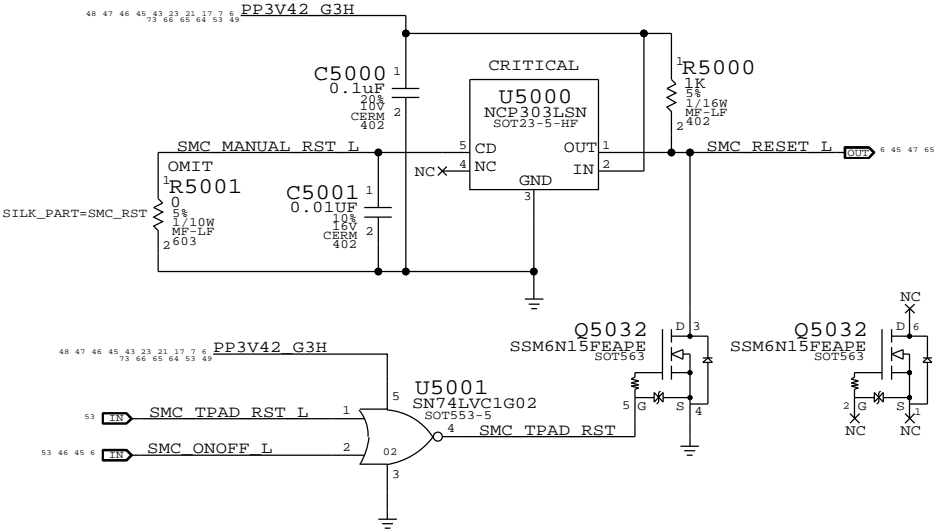 48 47 46 45 43 23 21 17 7 6
73 66 65 64 53 49
PP3V42_G3H
C5000
0.1uF
20%
10V
CERM
402
1
2
CRITICAL
U5000
NCP303LSN
SOT23-5-HF
5 CD
4 NC
NC
OUT 1
IN 2
GND
3
1
R5000
1K
5%
1/16W
MF-LF
402
2
SMC_MANUAL_RST_L
SMC_RESET_L
OUT
6 45 47 65
OMIT
1
R5001
0
5%
1/10W
MF-LF
603
2
SILK_PART=SMC_RST
C5001
0.01UF
10%
16V
CERM
402
1
2
48 47 46 45 43 23 21 17 7 6
73 66 65 64 53 49
PP3V42_G3H
U5001
SN74LVC1G02
SOT553-5
5
53
IN
SMC_TPAD_RST_L
1
53 46 45 6
IN
SMC_ONOFF_L
2
02
4
3
SMC_TPAD_RST
Q5032
SSM6N15FEAPE
SOT563
D 3
5 G
S 4
NC
Q5032
SSM6N15FEAPE
SOT563
D 6
2 G
S 1
NC
NC